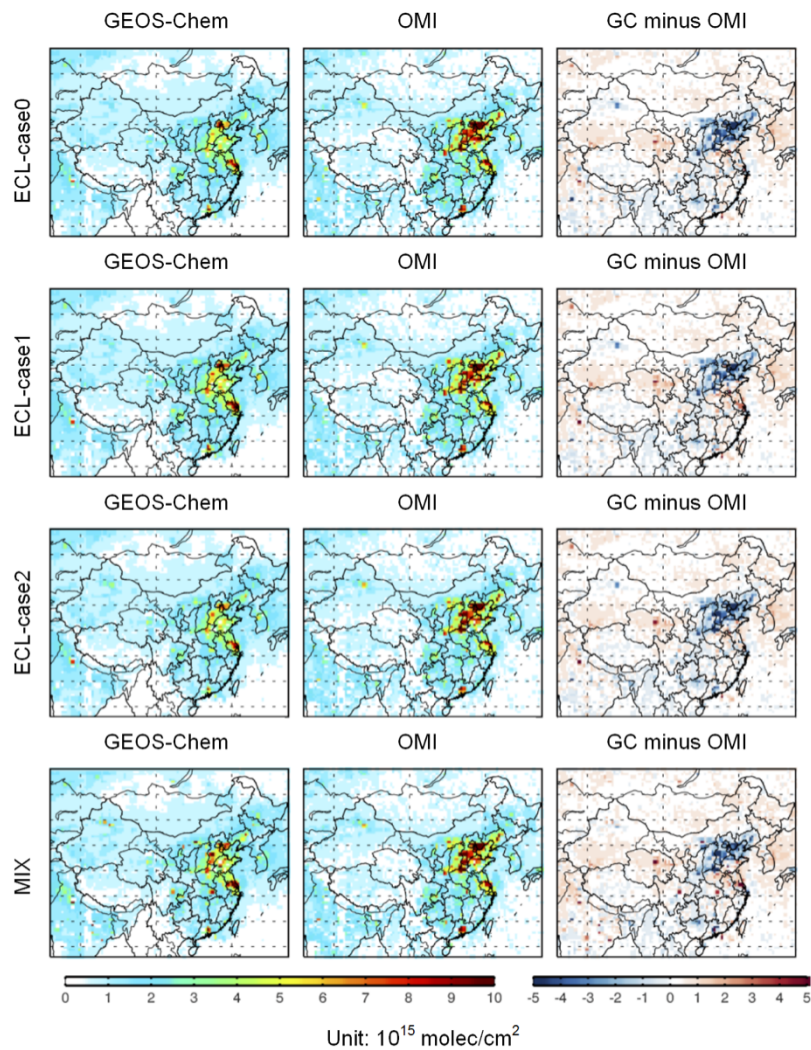 GEOS-Chem OMI GC minus OMI
ECL-case0
GEOS-Chem OMI GC minus OMI
ECL-case1
GEOS-Chem OMI GC minus OMI
ECL-case2
GEOS-Chem OMI GC minus OMI
MIX
0 1 2 3 4 5 6 7 8 9 10 -5 -4 -3 -2 -1 0 1 2 3 4 5
Unit: 10¹⁵ molec/cm²